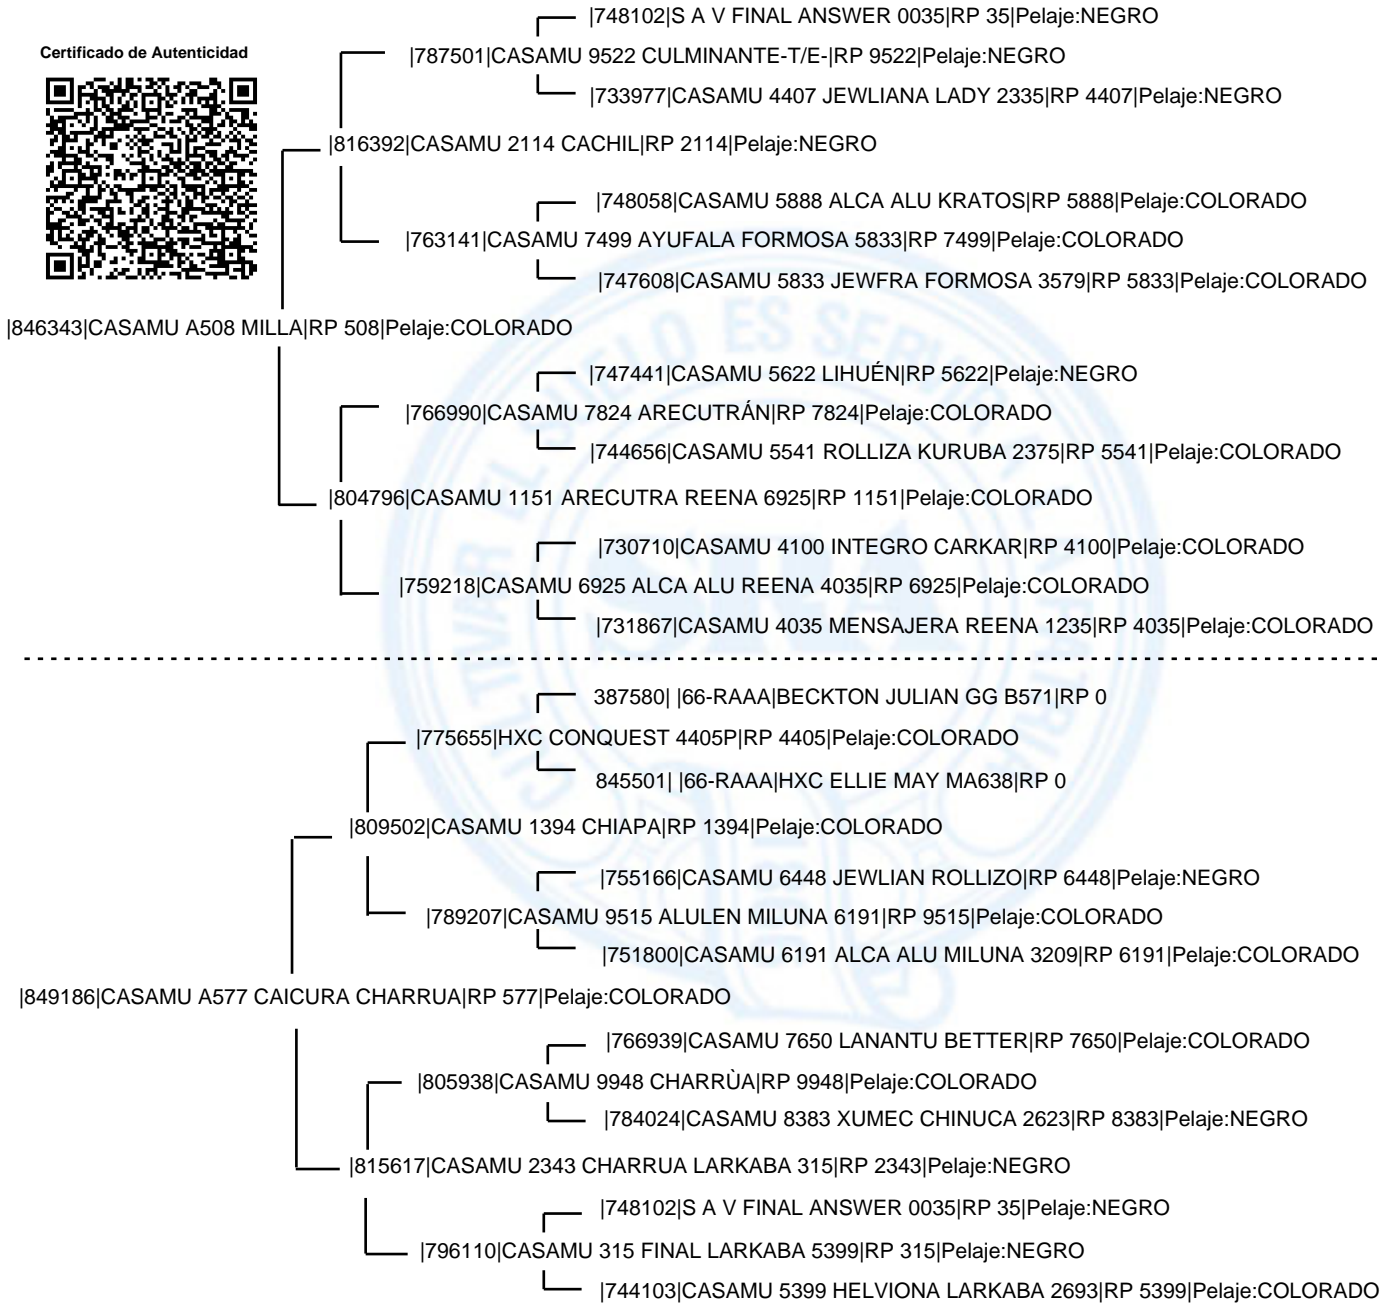 |748102|S A V FINAL ANSWER 0035|RP 35|Pelaje:NEGRO
Certificado de Autenticidad
|787501|CASAMU 9522 CULMINANTE-T/E-|RP 9522|Pelaje:NEGRO
|733977|CASAMU 4407 JEWLIANA LADY 2335|RP 4407|Pelaje:NEGRO
|816392|CASAMU 2114 CACHIL|RP 2114|Pelaje:NEGRO
|748058|CASAMU 5888 ALCA ALU KRATOS|RP 5888|Pelaje:COLORADO
|763141|CASAMU 7499 AYUFALA FORMOSA 5833|RP 7499|Pelaje:COLORADO
|747608|CASAMU 5833 JEWFRA FORMOSA 3579|RP 5833|Pelaje:COLORADO
|846343|CASAMU A508 MILLA|RP 508|Pelaje:COLORADO
|747441|CASAMU 5622 LIHUÉN|RP 5622|Pelaje:NEGRO
|766990|CASAMU 7824 ARECUTRÁN|RP 7824|Pelaje:COLORADO
|744656|CASAMU 5541 ROLLIZA KURUBA 2375|RP 5541|Pelaje:COLORADO
|804796|CASAMU 1151 ARECUTRA REENA 6925|RP 1151|Pelaje:COLORADO
|730710|CASAMU 4100 INTEGRO CARKAR|RP 4100|Pelaje:COLORADO
|759218|CASAMU 6925 ALCA ALU REENA 4035|RP 6925|Pelaje:COLORADO
|731867|CASAMU 4035 MENSAJERA REENA 1235|RP 4035|Pelaje:COLORADO
387580| |66-RAAA|BECKTON JULIAN GG B571|RP 0
|775655|HXC CONQUEST 4405P|RP 4405|Pelaje:COLORADO
845501| |66-RAAA|HXC ELLIE MAY MA638|RP 0
|809502|CASAMU 1394 CHIAPA|RP 1394|Pelaje:COLORADO
|755166|CASAMU 6448 JEWLIAN ROLLIZO|RP 6448|Pelaje:NEGRO
|789207|CASAMU 9515 ALULEN MILUNA 6191|RP 9515|Pelaje:COLORADO
|751800|CASAMU 6191 ALCA ALU MILUNA 3209|RP 6191|Pelaje:COLORADO
|849186|CASAMU A577 CAICURA CHARRUA|RP 577|Pelaje:COLORADO
|766939|CASAMU 7650 LANANTU BETTER|RP 7650|Pelaje:COLORADO
|805938|CASAMU 9948 CHARRÙA|RP 9948|Pelaje:COLORADO
|784024|CASAMU 8383 XUMEC CHINUCA 2623|RP 8383|Pelaje:NEGRO
|815617|CASAMU 2343 CHARRUA LARKABA 315|RP 2343|Pelaje:NEGRO
|748102|S A V FINAL ANSWER 0035|RP 35|Pelaje:NEGRO
|796110|CASAMU 315 FINAL LARKABA 5399|RP 315|Pelaje:NEGRO
|744103|CASAMU 5399 HELVIONA LARKABA 2693|RP 5399|Pelaje:COLORADO
CULTIVAR EL SUELO ES SERVIR A LA PATRIA
SRA